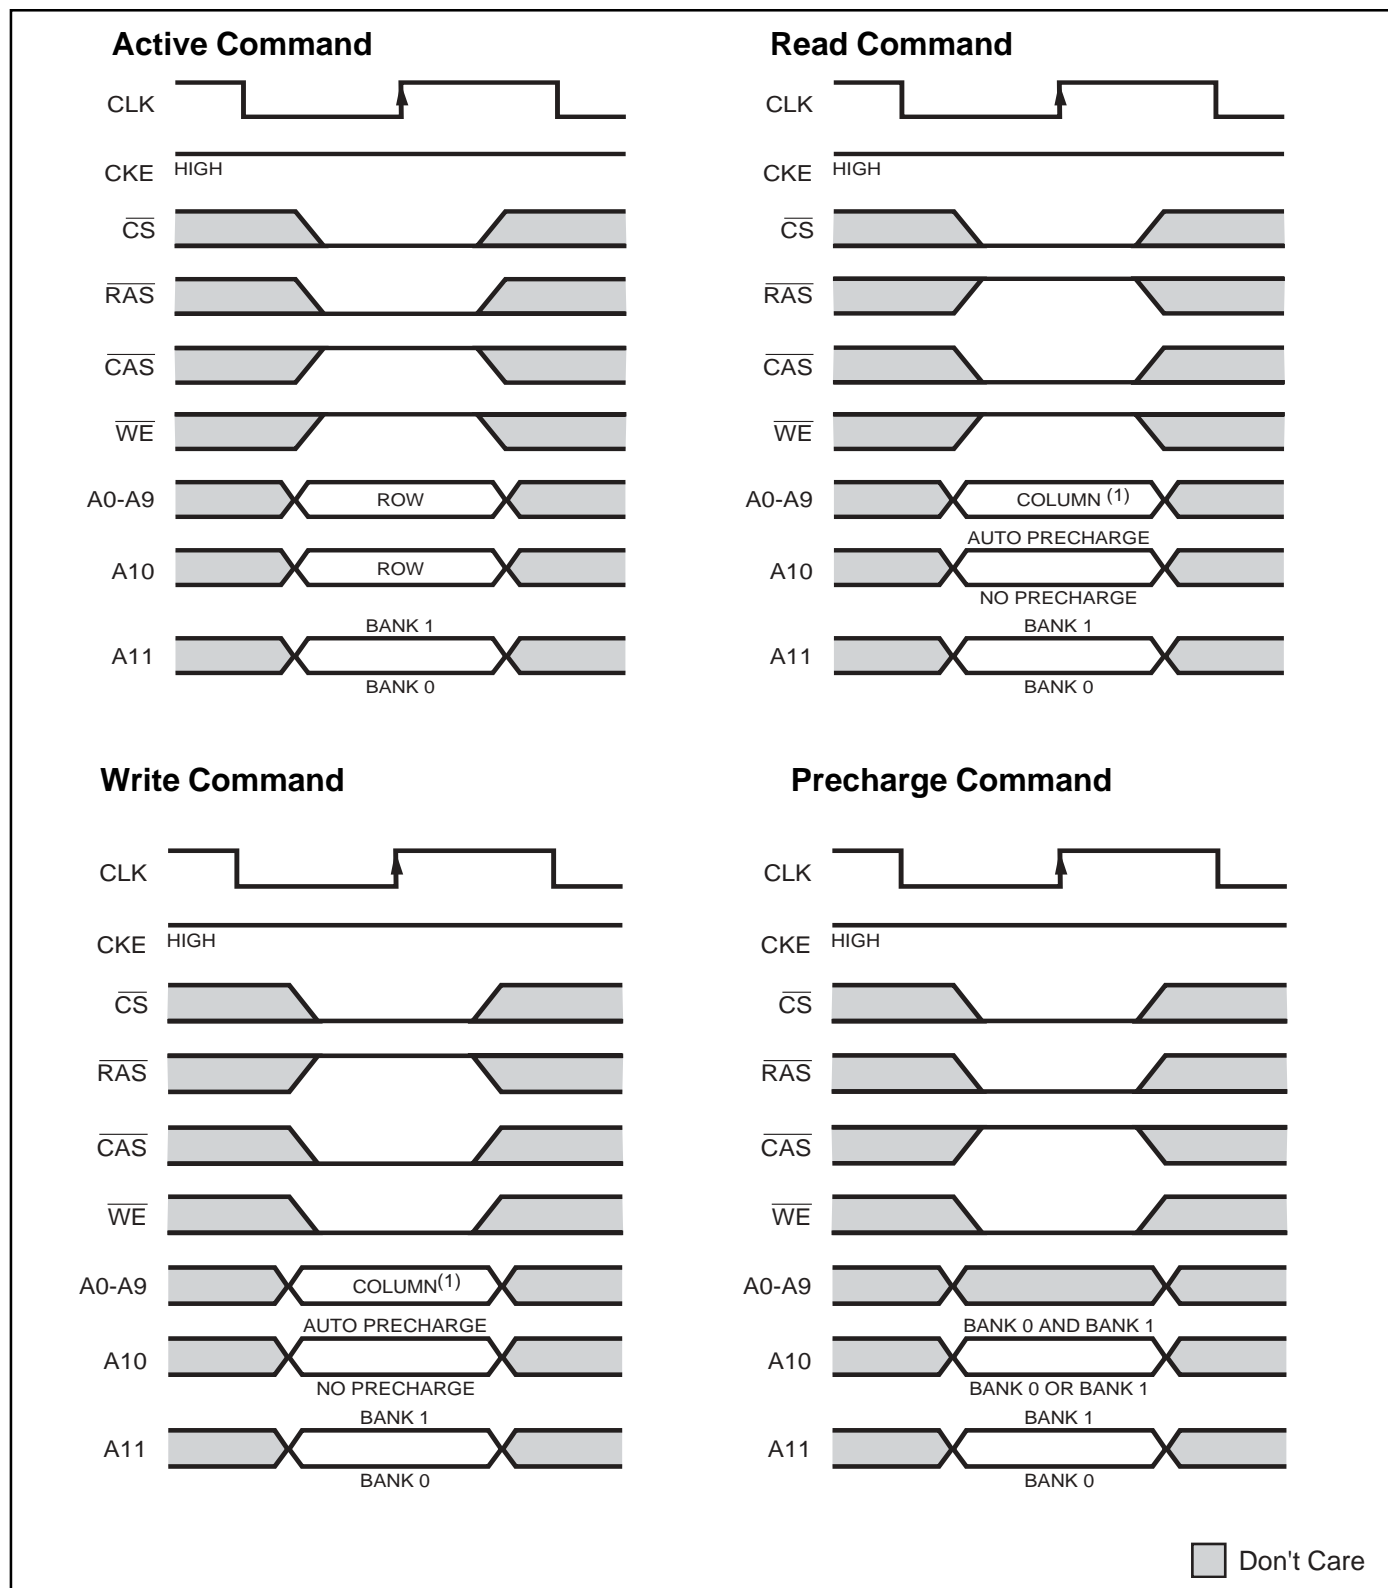 Active Command
CLK
CKE HIGH
CS
RAS
CAS
WE
A0-A9 ROW
A10 ROW
BANK 1
A11
BANK 0
Read Command
CLK
CKE HIGH
CS
RAS
CAS
WE
A0-A9 COLUMN (1)
AUTO PRECHARGE
A10
NO PRECHARGE
BANK 1
A11
BANK 0
Write Command
CLK
CKE HIGH
CS
RAS
CAS
WE
A0-A9 COLUMN(1)
AUTO PRECHARGE
A10
NO PRECHARGE
BANK 1
A11
BANK 0
Precharge Command
CLK
CKE HIGH
CS
RAS
CAS
WE
A0-A9
BANK 0 AND BANK 1
A10
BANK 0 OR BANK 1
BANK 1
A11
BANK 0
Don't Care